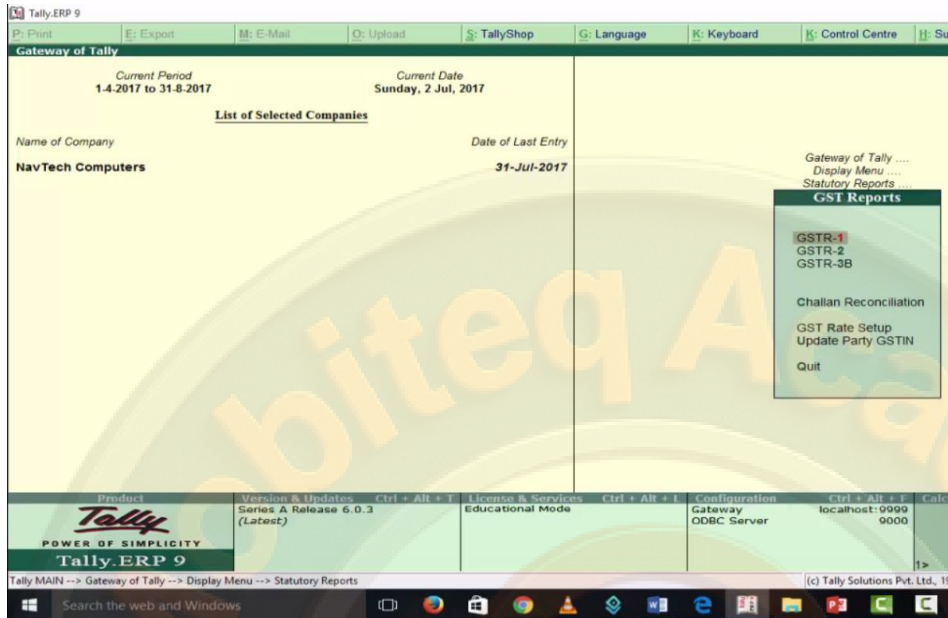 Tally.ERP 9
P: Print E: Export M: E-Mail O: Upload S: TallyShop G: Language K: Keyboard K: Control Centre H: Su
Gateway of Tally
Current Period Current Date
1-4-2017 to 31-8-2017 Sunday, 2 Jul, 2017
List of Selected Companies
Name of Company Date of Last Entry
NavTech Computers 31-Jul-2017
Gateway of Tally ....
Display Menu ....
Statutory Reports ....
GST Reports
GSTR-1
GSTR-2
GSTR-3B
Challan Reconciliation
GST Rate Setup
Update Party GSTIN
Quit
obiteq Aca
Product Version & Updates Ctrl + Alt + T License & Services Ctrl + Alt + L Configuration Ctrl + Alt + F Calc
Tally
POWER OF SIMPLICITY
Tally.ERP 9
Series A Release 6.0.3
(Latest)
Educational Mode
Gateway localhost:9999
ODBC Server 9000
1>
Tally MAIN --> Gateway of Tally --> Display Menu --> Statutory Reports (c) Tally Solutions Pvt. Ltd., 19
Search the web and Windows